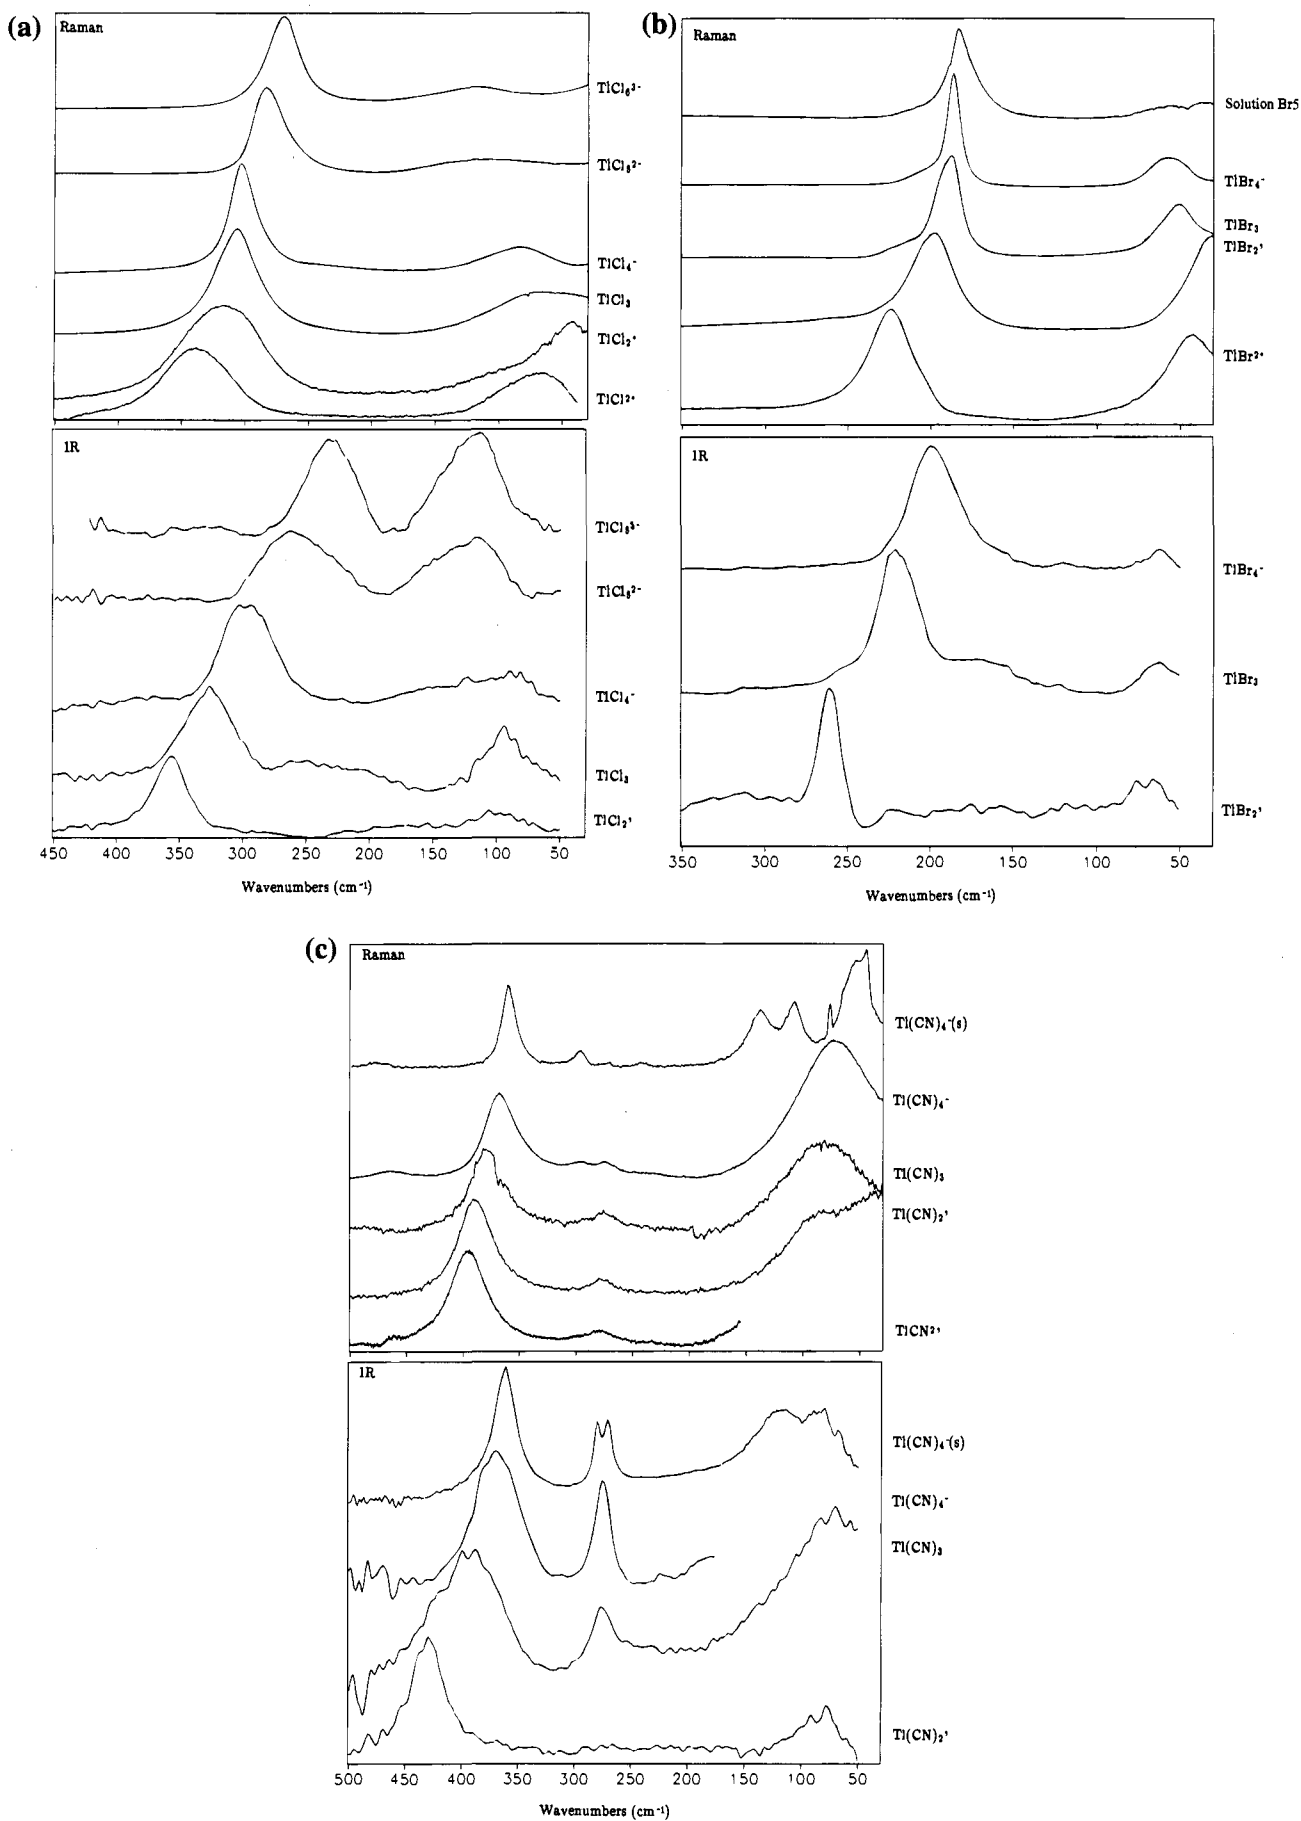 (a)
Raman
TlCl₆³⁻
TlCl₅²⁻
TlCl₄⁻
TlCl₃
TlCl₂⁺
TlCl²⁺
IR
TlCl₆³⁻
TlCl₅²⁻
TlCl₄⁻
TlCl₃
TlCl₂⁺
450 400 350 300 250 200 150 100 50
Wavenumbers (cm⁻¹)
(b)
Raman
Solution Br5
TlBr₄⁻
TlBr₃
TlBr₂⁺
TlBr²⁺
IR
TlBr₄⁻
TlBr₃
TlBr₂⁺
350 300 250 200 150 100 50
Wavenumbers (cm⁻¹)
(c)
Raman
Tl(CN)₄⁻(s)
Tl(CN)₄⁻
Tl(CN)₃
Tl(CN)₂⁺
TlCN²⁺
IR
Tl(CN)₄⁻(s)
Tl(CN)₄⁻
Tl(CN)₃
Tl(CN)₂⁺
500 450 400 350 300 250 200 150 100 50
Wavenumbers (cm⁻¹)